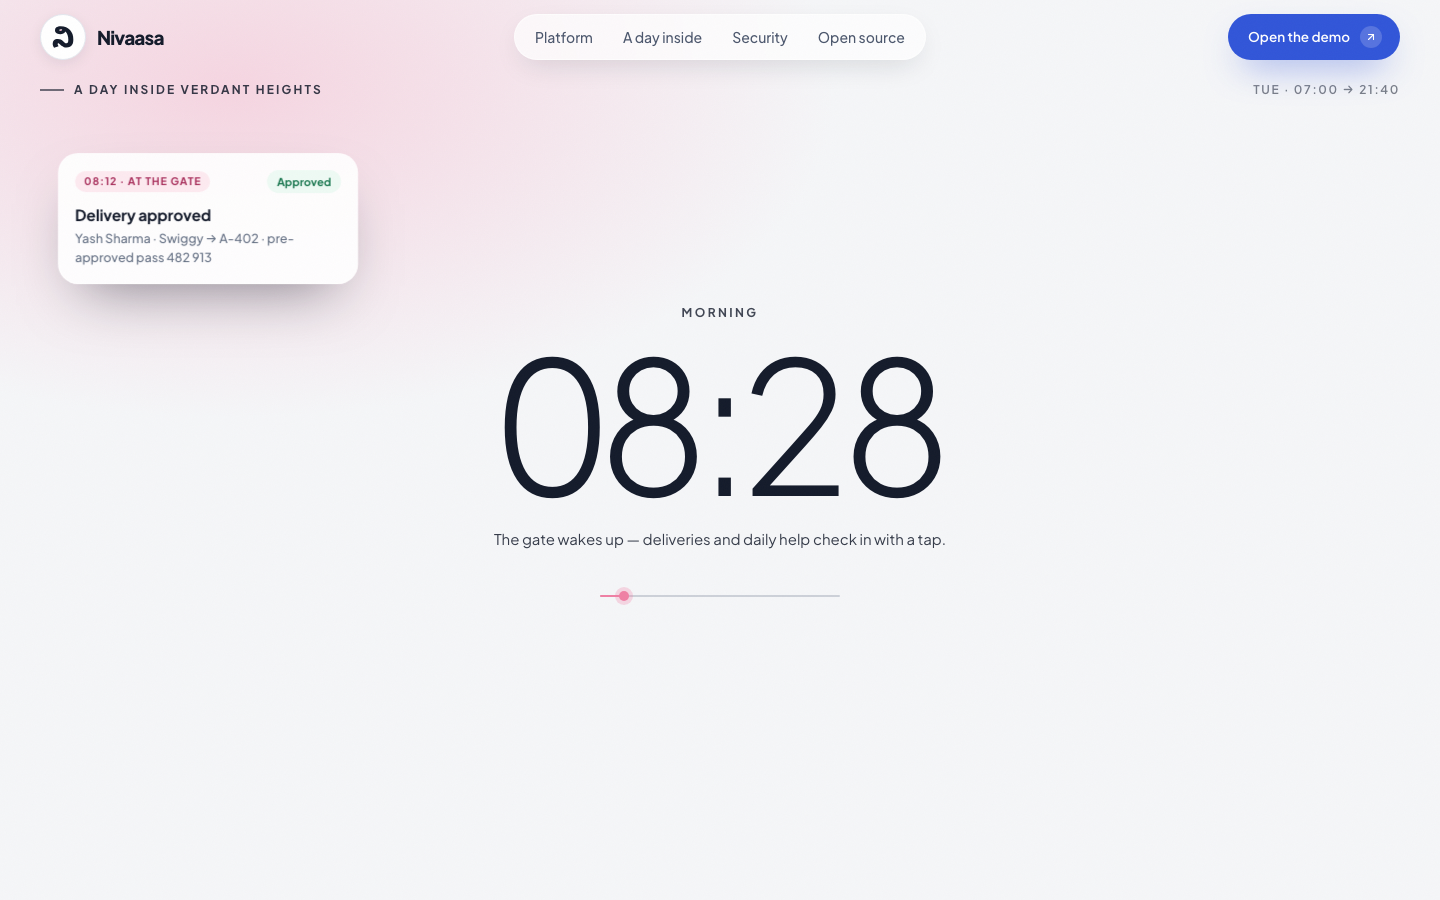 Nivaasa
Platform
A day inside
Security
Open source
Open the demo
A DAY INSIDE VERDANT HEIGHTS
TUE · 07:00 → 21:40
08:12 · AT THE GATE
Approved
Delivery approved
Yash Sharma · Swiggy → A-402 · pre-
approved pass 482 913
MORNING
08:28
The gate wakes up — deliveries and daily help check in with a tap.